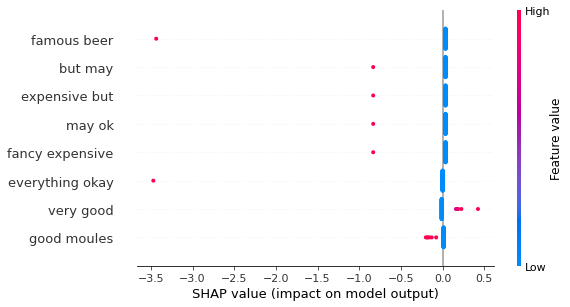 High
famous beer
but may
expensive but
may ok
fancy expensive
everything okay
very good
good moules
Feature value
Low
−3.5 −3.0 −2.5 −2.0 −1.5 −1.0 −0.5 0.0 0.5
SHAP value (impact on model output)